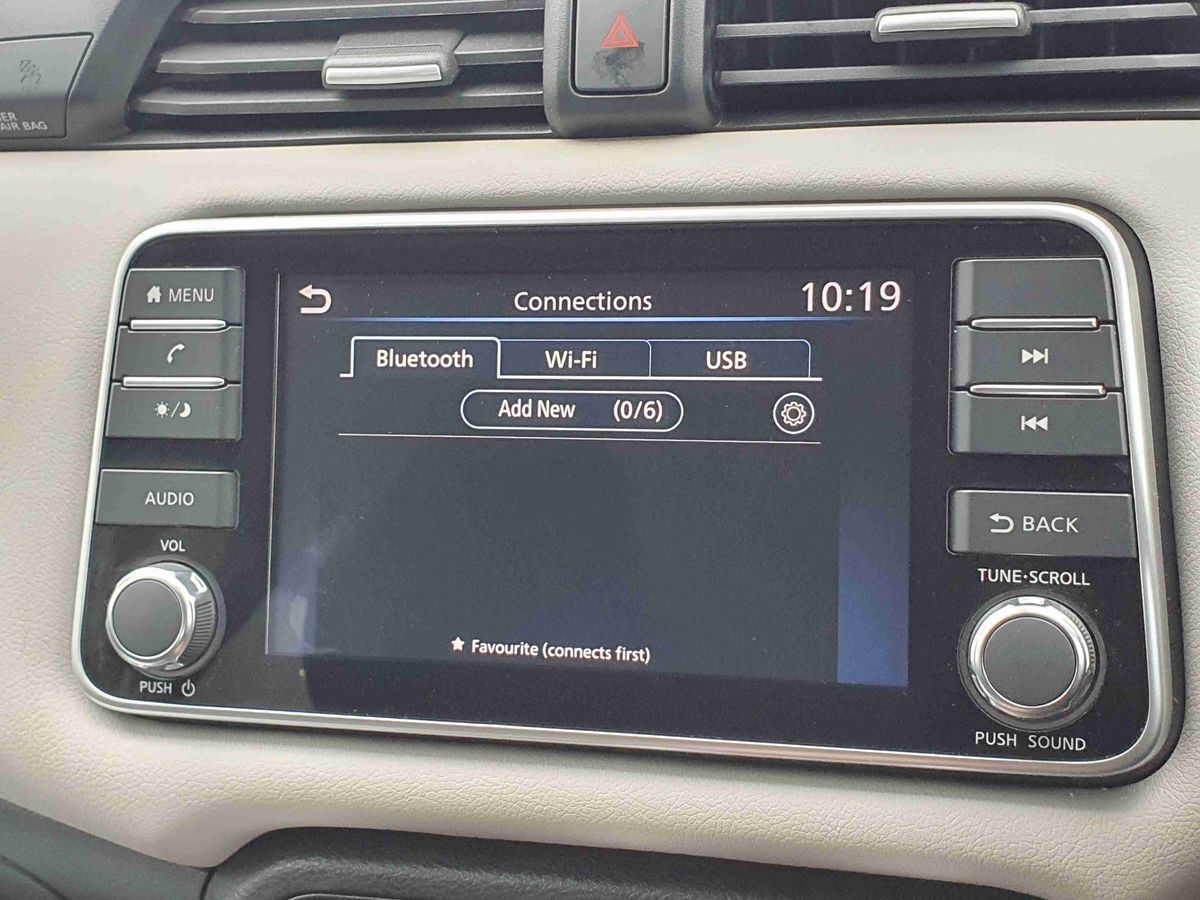 AIR BAG
MENU
Connections
10:19
Bluetooth
Wi-Fi
USB
Add New (0/6)
AUDIO
VOL
PUSH
BACK
TUNE·SCROLL
PUSH SOUND
★ Favourite (connects first)